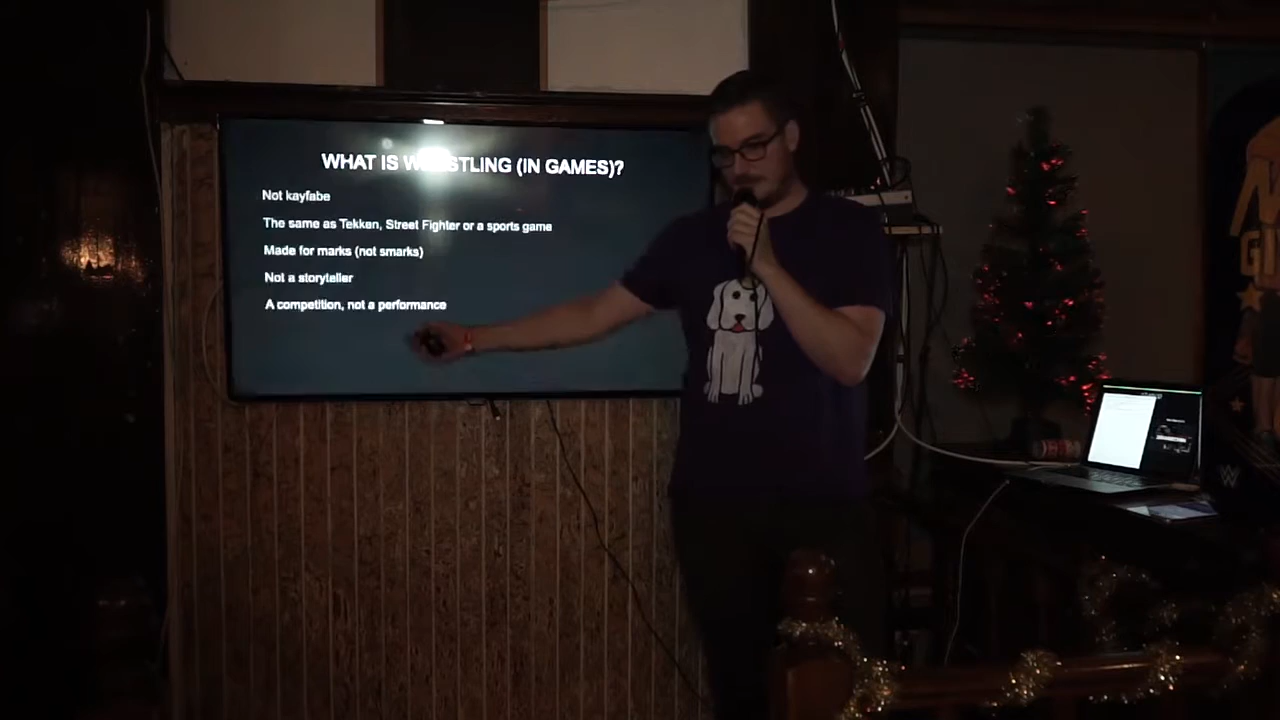 WHAT IS WRESTLING (IN GAMES)?
Not kayfabe
The same as Tekken, Street Fighter or a sports game
Made for marks (not smarks)
Not a storyteller
A competition, not a performance
W